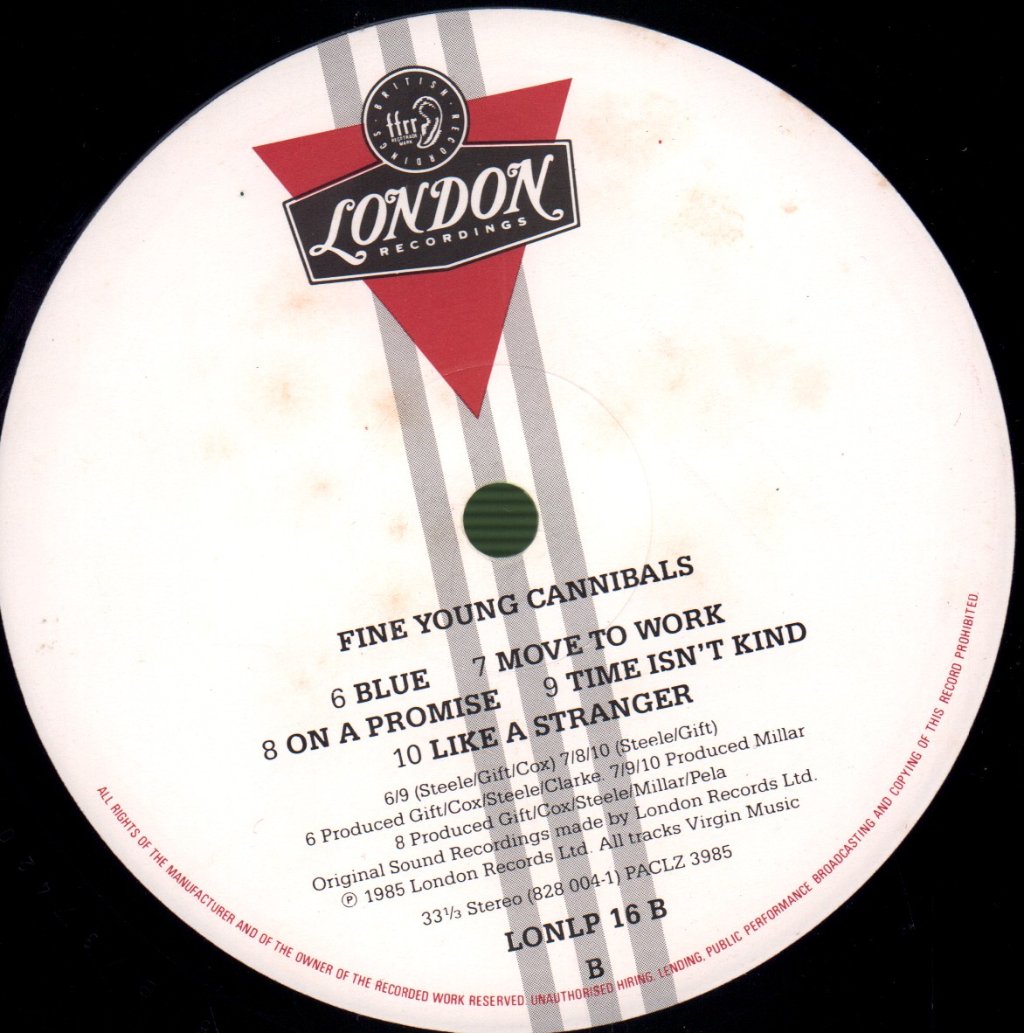 BRITISH · RECORDINGS
ffrr
REGD TRADE
MARK
LONDON
RECORDINGS
FINE YOUNG CANNIBALS
6 BLUE 7 MOVE TO WORK
8 ON A PROMISE 9 TIME ISN'T KIND
10 LIKE A STRANGER
6/9 (Steele/Gift/Cox) 7/8/10 (Steele/Gift)
6 Produced Gift/Cox/Steele/Clarke. 7/9/10 Produced Millar
8 Produced Gift/Cox/Steele/Millar/Pela
Original Sound Recordings made by London Records Ltd.
℗ 1985 London Records Ltd. All tracks Virgin Music
33⅓ Stereo (828 004-1) PACLZ 3985
LONLP 16 B
B
ALL RIGHTS OF THE MANUFACTURER AND OF THE OWNER OF THE RECORDED WORK RESERVED. UNAUTHORISED HIRING, LENDING, PUBLIC PERFORMANCE BROADCASTING AND COPYING OF THIS RECORD PROHIBITED.